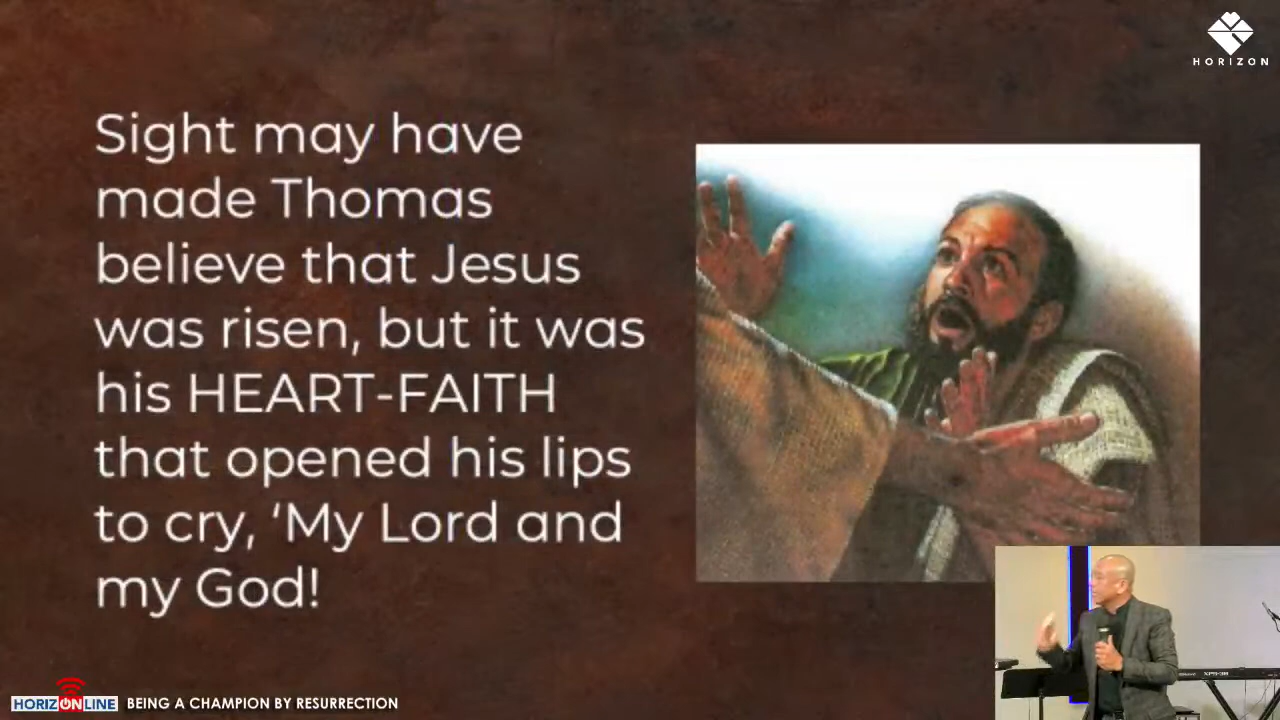 HORIZON
Sight may have
made Thomas
believe that Jesus
was risen, but it was
his HEART-FAITH
that opened his lips
to cry, ‘My Lord and
my God!
HORIZONLINE BEING A CHAMPION BY RESURRECTION